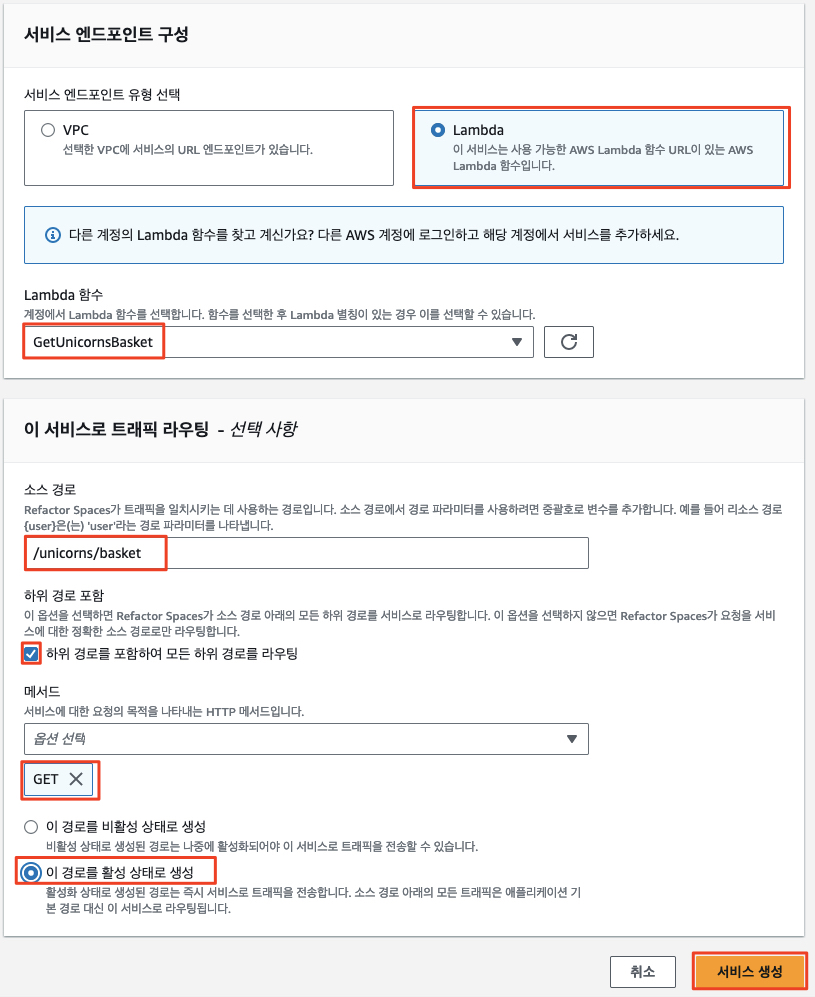 서비스 엔드포인트 구성
서비스 엔드포인트 유형 선택
VPC
선택한 VPC에 서비스의 URL 엔드포인트가 있습니다.
Lambda
이 서비스는 사용 가능한 AWS Lambda 함수 URL이 있는 AWS
Lambda 함수입니다.
다른 계정의 Lambda 함수를 찾고 계신가요? 다른 AWS 계정에 로그인하고 해당 계정에서 서비스를 추가하세요.
Lambda 함수
계정에서 Lambda 함수를 선택합니다. 함수를 선택한 후 Lambda 별칭이 있는 경우 이를 선택할 수 있습니다.
GetUnicornsBasket
이 서비스로 트래픽 라우팅 - 선택 사항
소스 경로
Refactor Spaces가 트래픽을 일치시키는 데 사용하는 경로입니다. 소스 경로에서 경로 파라미터를 사용하려면 중괄호로 변수를 추가합니다. 예를 들어 리소스 경로
{user}은(는) 'user'라는 경로 파라미터를 나타냅니다.
/unicorns/basket
하위 경로 포함
이 옵션을 선택하면 Refactor Spaces가 소스 경로 아래의 모든 하위 경로를 서비스로 라우팅합니다. 이 옵션을 선택하지 않으면 Refactor Spaces가 요청을 서비
스에 대한 정확한 소스 경로로만 라우팅합니다.
하위 경로를 포함하여 모든 하위 경로를 라우팅
메서드
서비스에 대한 요청의 목적을 나타내는 HTTP 메서드입니다.
옵션 선택
GET
이 경로를 비활성 상태로 생성
비활성 상태로 생성된 경로는 나중에 활성화되어야 이 서비스로 트래픽을 전송할 수 있습니다.
이 경로를 활성 상태로 생성
활성화 상태로 생성된 경로는 즉시 서비스로 트래픽을 전송합니다. 소스 경로 아래의 모든 트래픽은 애플리케이션 기
본 경로 대신 이 서비스로 라우팅됩니다.
취소
서비스 생성